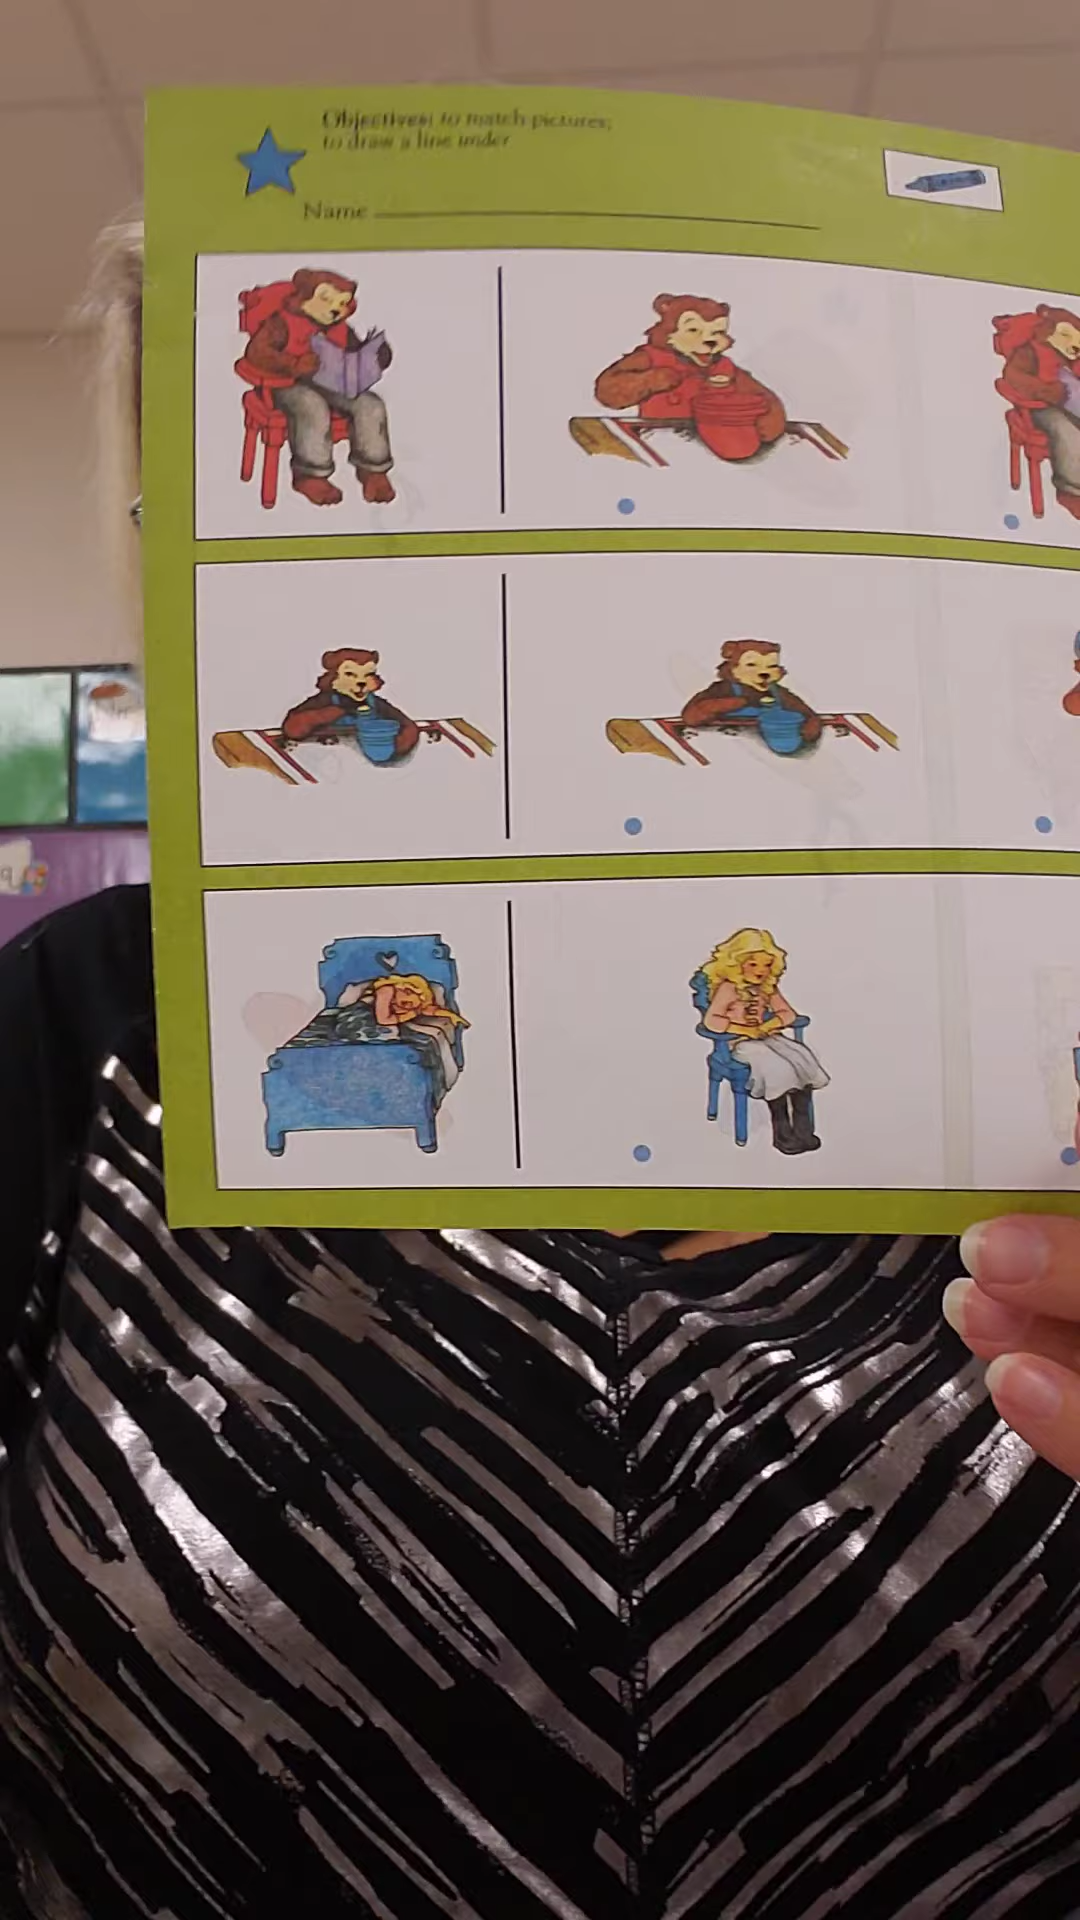 Objectives: to match pictures;
to draw a line under
Name